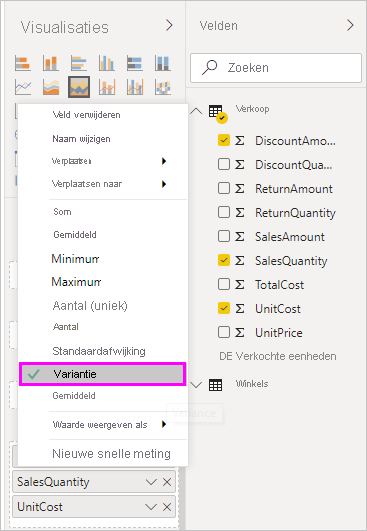 Visualisaties
Velden
Zoeken
Veld verwijderen
Naam wijzigen
Verplaatsen
Verplaatsen naar
Som
Gemiddeld
Minimum
Maximum
Aantal (uniek)
Aantal
Standaardafwijking
Variantie
Gemiddeld
Waarde weergeven als
Nieuwe snelle meting
Variance
SalesQuantity
UnitCost
Verkoop
DiscountAmo...
DiscountQua...
ReturnAmount
ReturnQuantity
SalesAmount
SalesQuantity
TotalCost
UnitCost
UnitPrice
DE Verkochte eenheden
Winkels